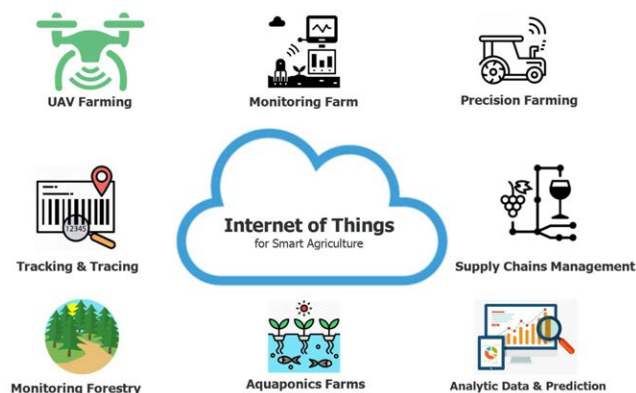 UAV Farming
Monitoring Farm
Precision Farming
Internet of Things
for Smart Agriculture
12345
Tracking & Tracing
Supply Chains Management
Monitoring Forestry
Aquaponics Farms
Analytic Data & Prediction